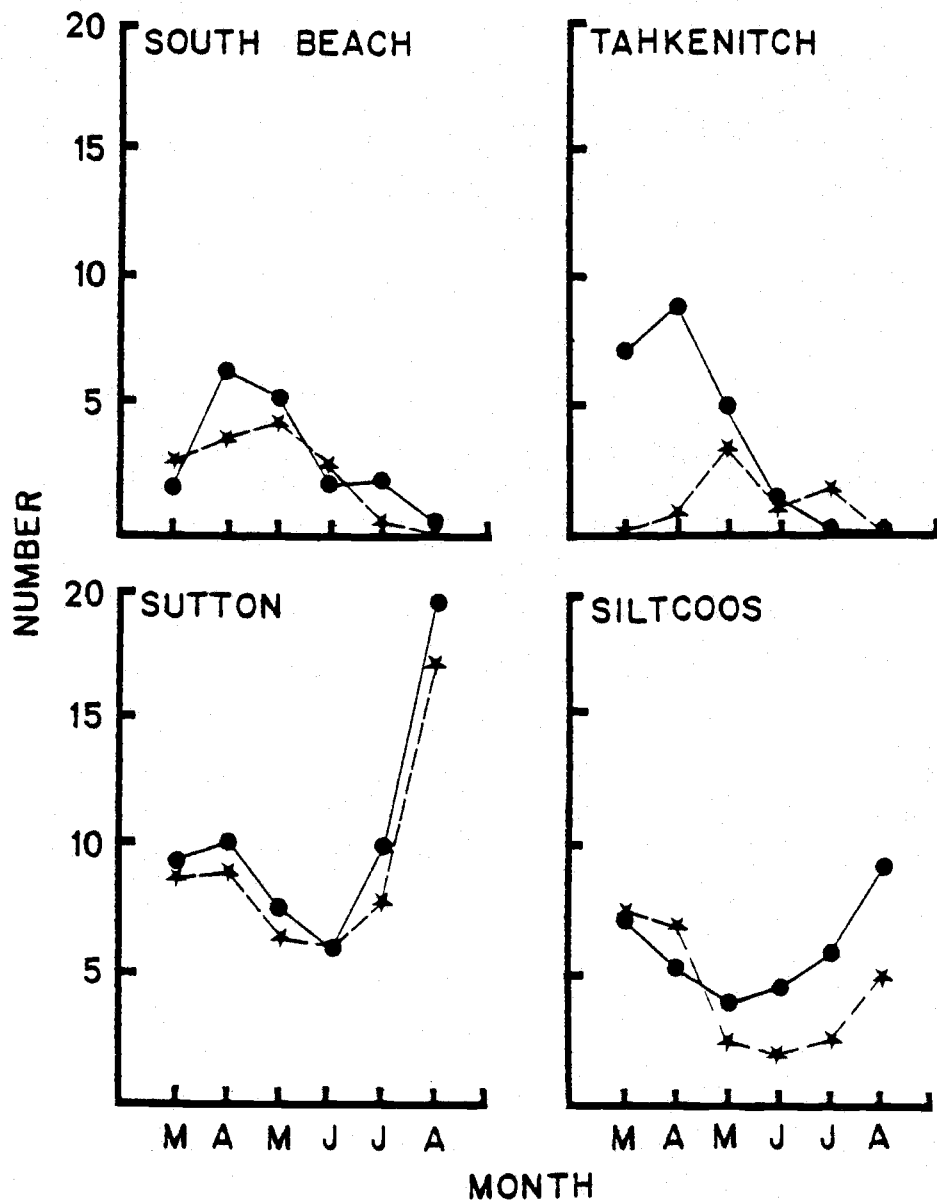 20
SOUTH BEACH
TAHKENITCH
15
10
5
NUMBER
20
SUTTON
SILTCOOS
15
10
5
M A M J J A
M A M J J A
MONTH